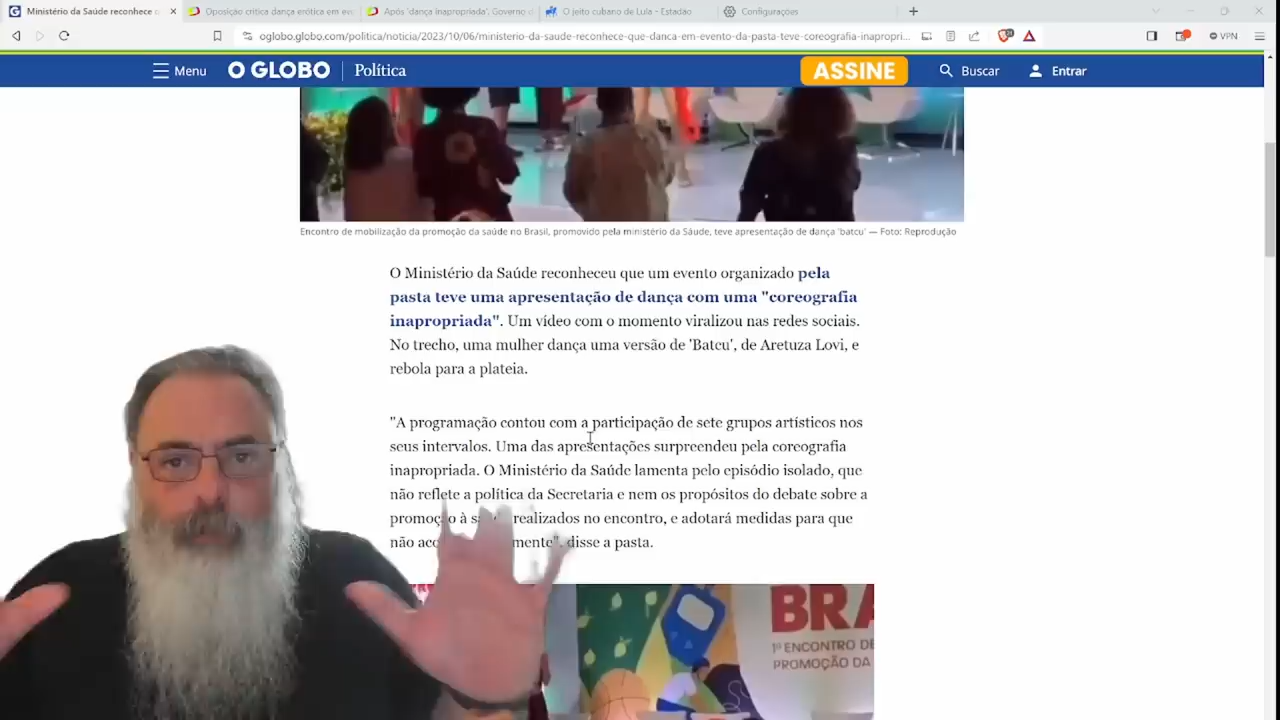 Ministério da Saúde reconhece
Oposição critica dança erótica em ev
Após 'dança inapropriada', Governo
O jeito cubano de Lula - Estadão
Configurações
oglobo.globo.com/politica/noticia/2023/10/06/ministerio-da-saude-reconhece-que-danca-em-evento-da-pasta-teve-coreografia-inapropri...
VPN
Menu
O GLOBO
Política
ASSINE
Buscar
Entrar
Encontro de mobilização da promoção da saúde no Brasil, promovido pela ministério da Sáude, teve apresentação de dança 'batcu' — Foto: Reprodução
O Ministério da Saúde reconheceu que um evento organizado pela
pasta teve uma apresentação de dança com uma "coreografia
inapropriada". Um vídeo com o momento viralizou nas redes sociais.
No trecho, uma mulher dança uma versão de 'Batcu', de Aretuza Lovi, e
rebola para a plateia.
"A programação contou com a participação de sete grupos artísticos nos
seus intervalos. Uma das apresentações surpreendeu pela coreografia
inapropriada. O Ministério da Saúde lamenta pelo episódio isolado, que
não reflete a política da Secretaria e nem os propósitos do debate sobre a
promoção à realizados no encontro, e adotará medidas para que
não disse a pasta.
BRA
1º ENCONTRO DE
PROMOÇÃO DA